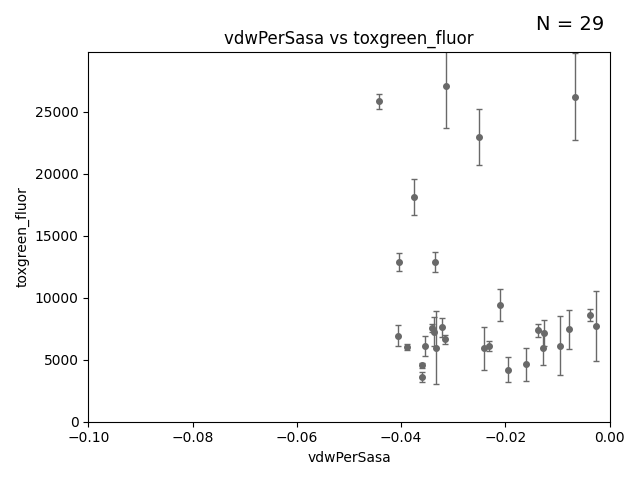 N = 29
vdwPerSasa vs toxgreen_fluor
toxgreen_fluor
25000
20000
15000
10000
5000
0
−0.10 −0.08 −0.06 −0.04 −0.02 0.00
vdwPerSasa